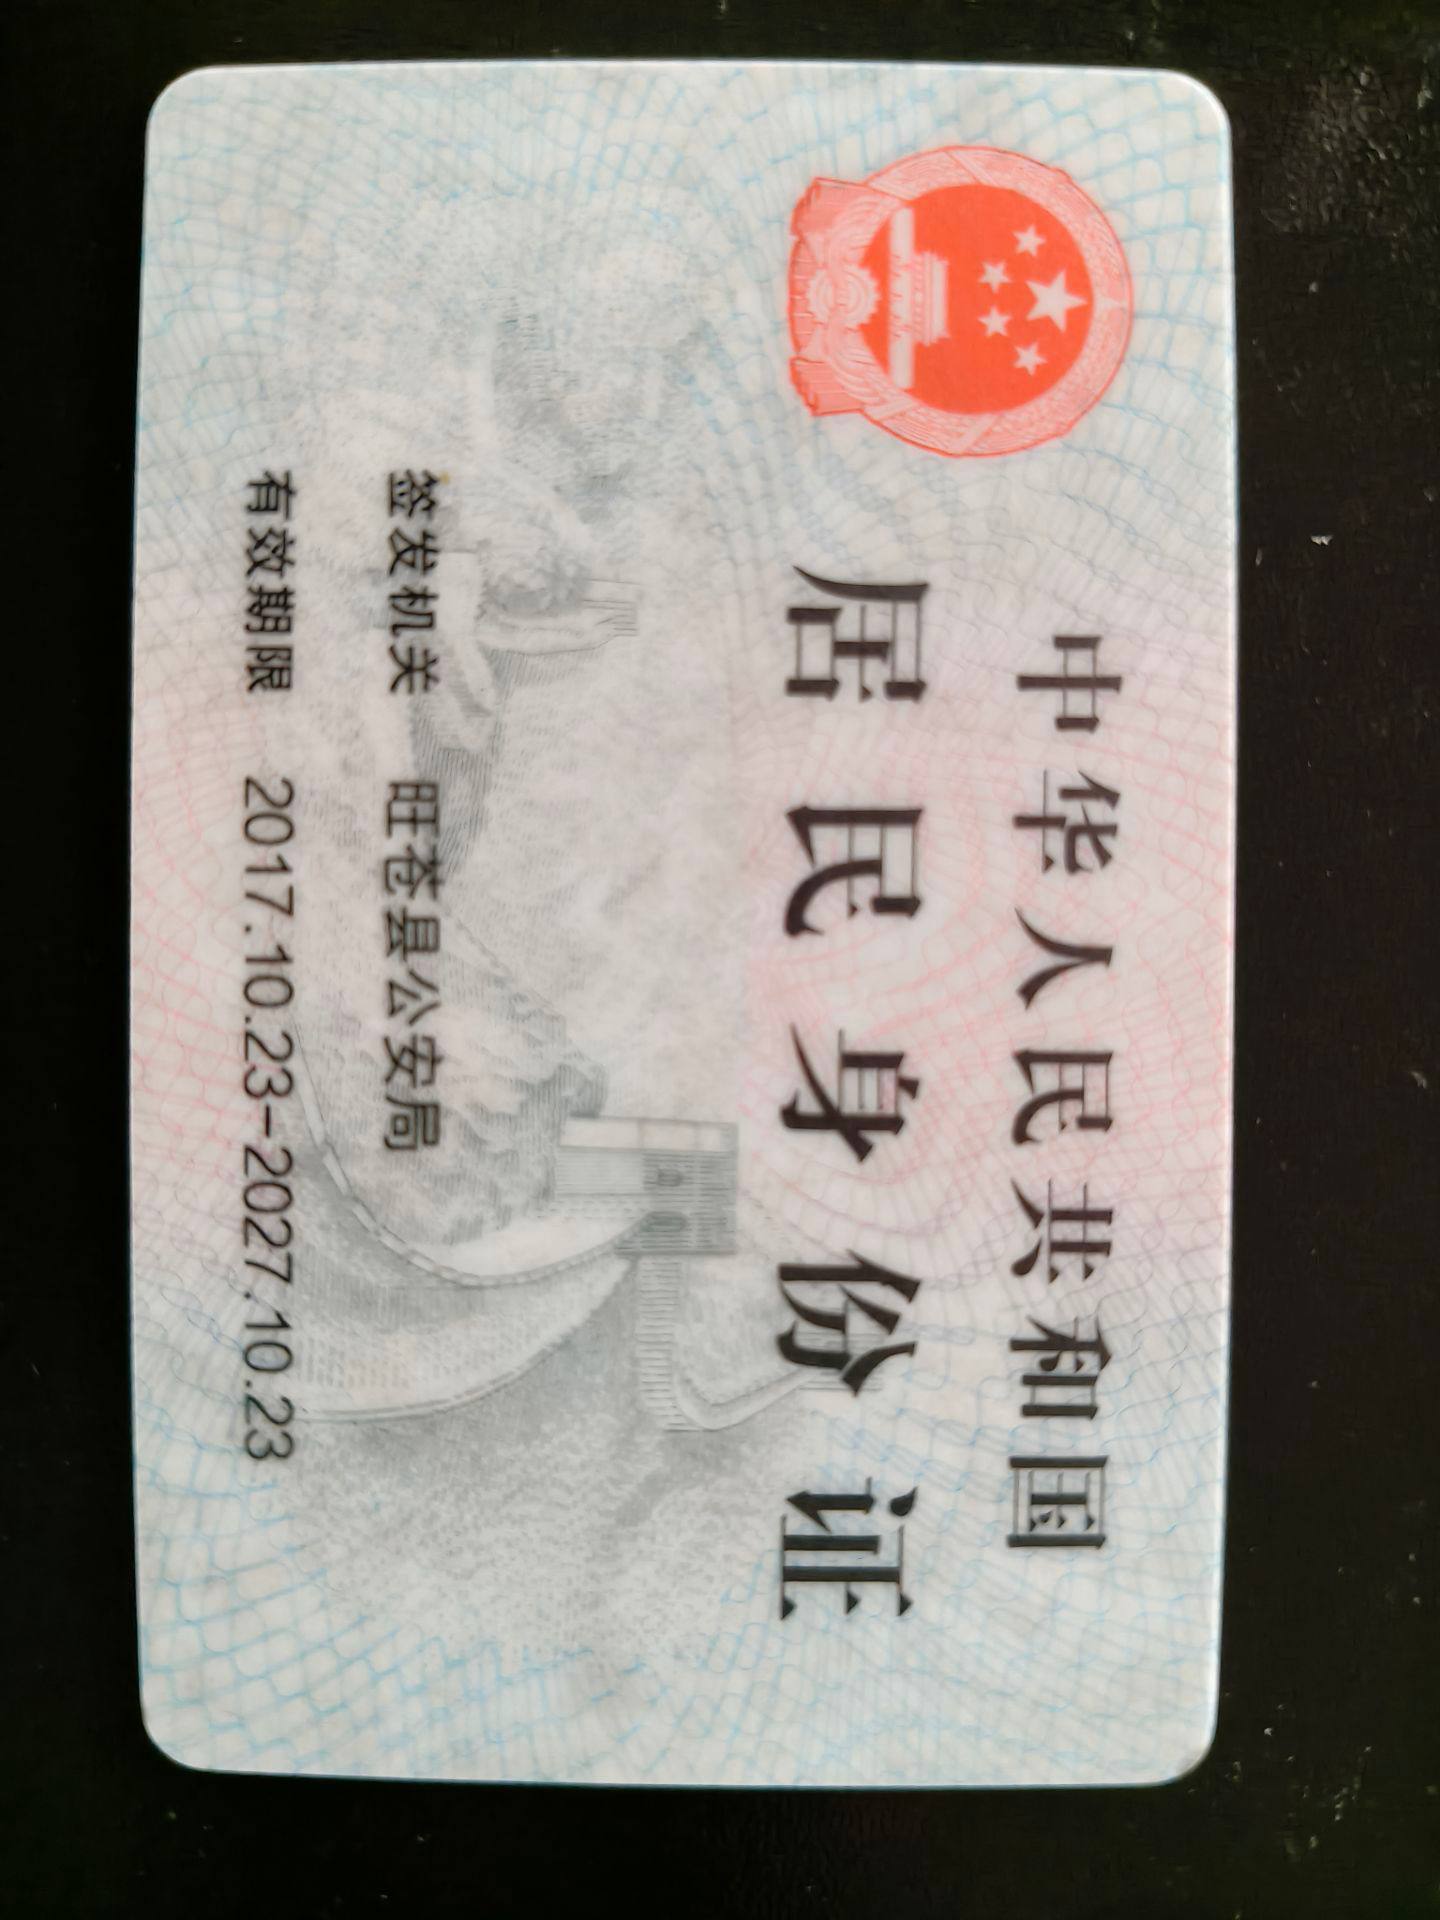 中华人民共和国
居民身份证
签发机关 旺苍县公安局
有效期限 2017.10.23-2027.10.23